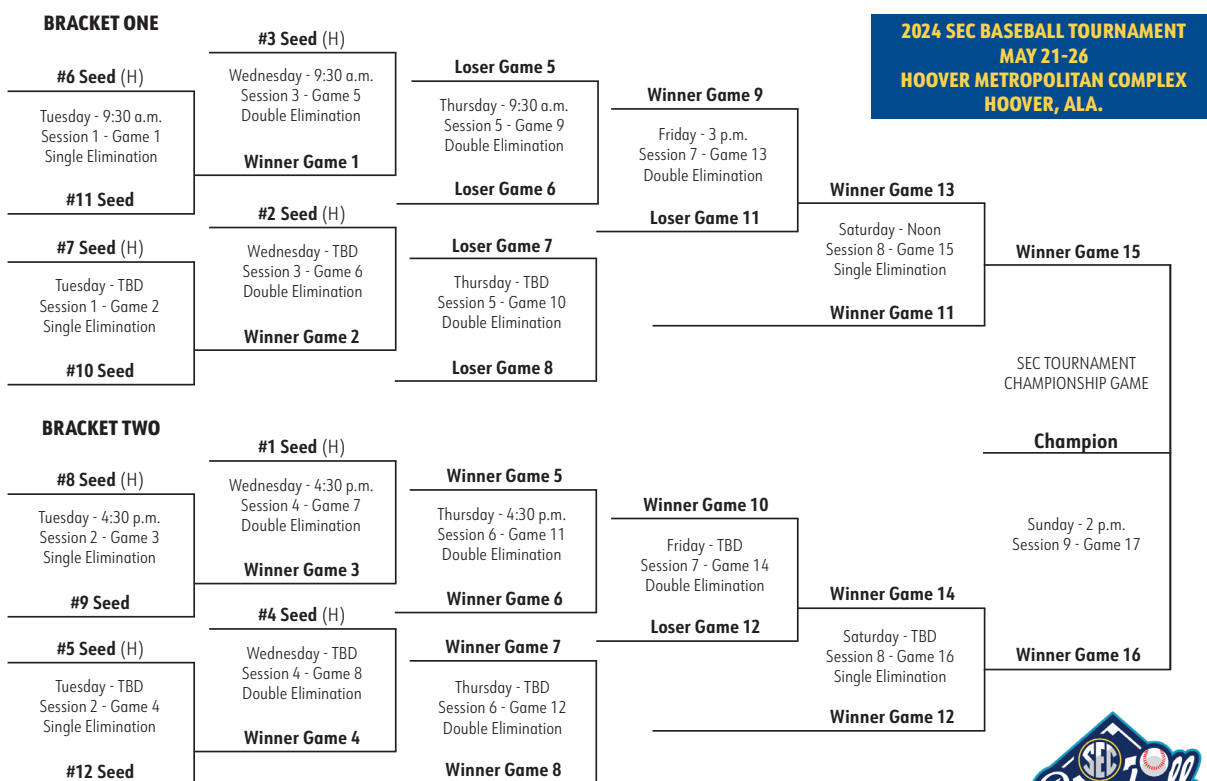 BRACKET ONE
2024 SEC BASEBALL TOURNAMENT
MAY 21-26
HOOVER METROPOLITAN COMPLEX
HOOVER, ALA.
#6 Seed (H)
Tuesday - 9:30 a.m.
Session 1 - Game 1
Single Elimination
#11 Seed
#7 Seed (H)
Tuesday - TBD
Session 1 - Game 2
Single Elimination
#10 Seed
#3 Seed (H)
Wednesday - 9:30 a.m.
Session 3 - Game 5
Double Elimination
Winner Game 1
#2 Seed (H)
Wednesday - TBD
Session 3 - Game 6
Double Elimination
Winner Game 2
Loser Game 5
Thursday - 9:30 a.m.
Session 5 - Game 9
Double Elimination
Loser Game 6
Loser Game 7
Thursday - TBD
Session 5 - Game 10
Double Elimination
Loser Game 8
Winner Game 9
Friday - 3 p.m.
Session 7 - Game 13
Double Elimination
Loser Game 11
Winner Game 13
Saturday - Noon
Session 8 - Game 15
Single Elimination
Winner Game 11
Winner Game 15
SEC TOURNAMENT
CHAMPIONSHIP GAME
Champion
Sunday - 2 p.m.
Session 9 - Game 17
Winner Game 16
BRACKET TWO
#8 Seed (H)
Tuesday - 4:30 p.m.
Session 2 - Game 3
Single Elimination
#9 Seed
#5 Seed (H)
Tuesday - TBD
Session 2 - Game 4
Single Elimination
#12 Seed
#1 Seed (H)
Wednesday - 4:30 p.m.
Session 4 - Game 7
Double Elimination
Winner Game 3
#4 Seed (H)
Wednesday - TBD
Session 4 - Game 8
Double Elimination
Winner Game 4
Winner Game 5
Thursday - 4:30 p.m.
Session 6 - Game 11
Double Elimination
Winner Game 6
Winner Game 7
Thursday - TBD
Session 6 - Game 12
Double Elimination
Winner Game 8
Winner Game 10
Friday - TBD
Session 7 - Game 14
Double Elimination
Loser Game 12
Winner Game 14
Saturday - TBD
Session 8 - Game 16
Single Elimination
Winner Game 12
SEC